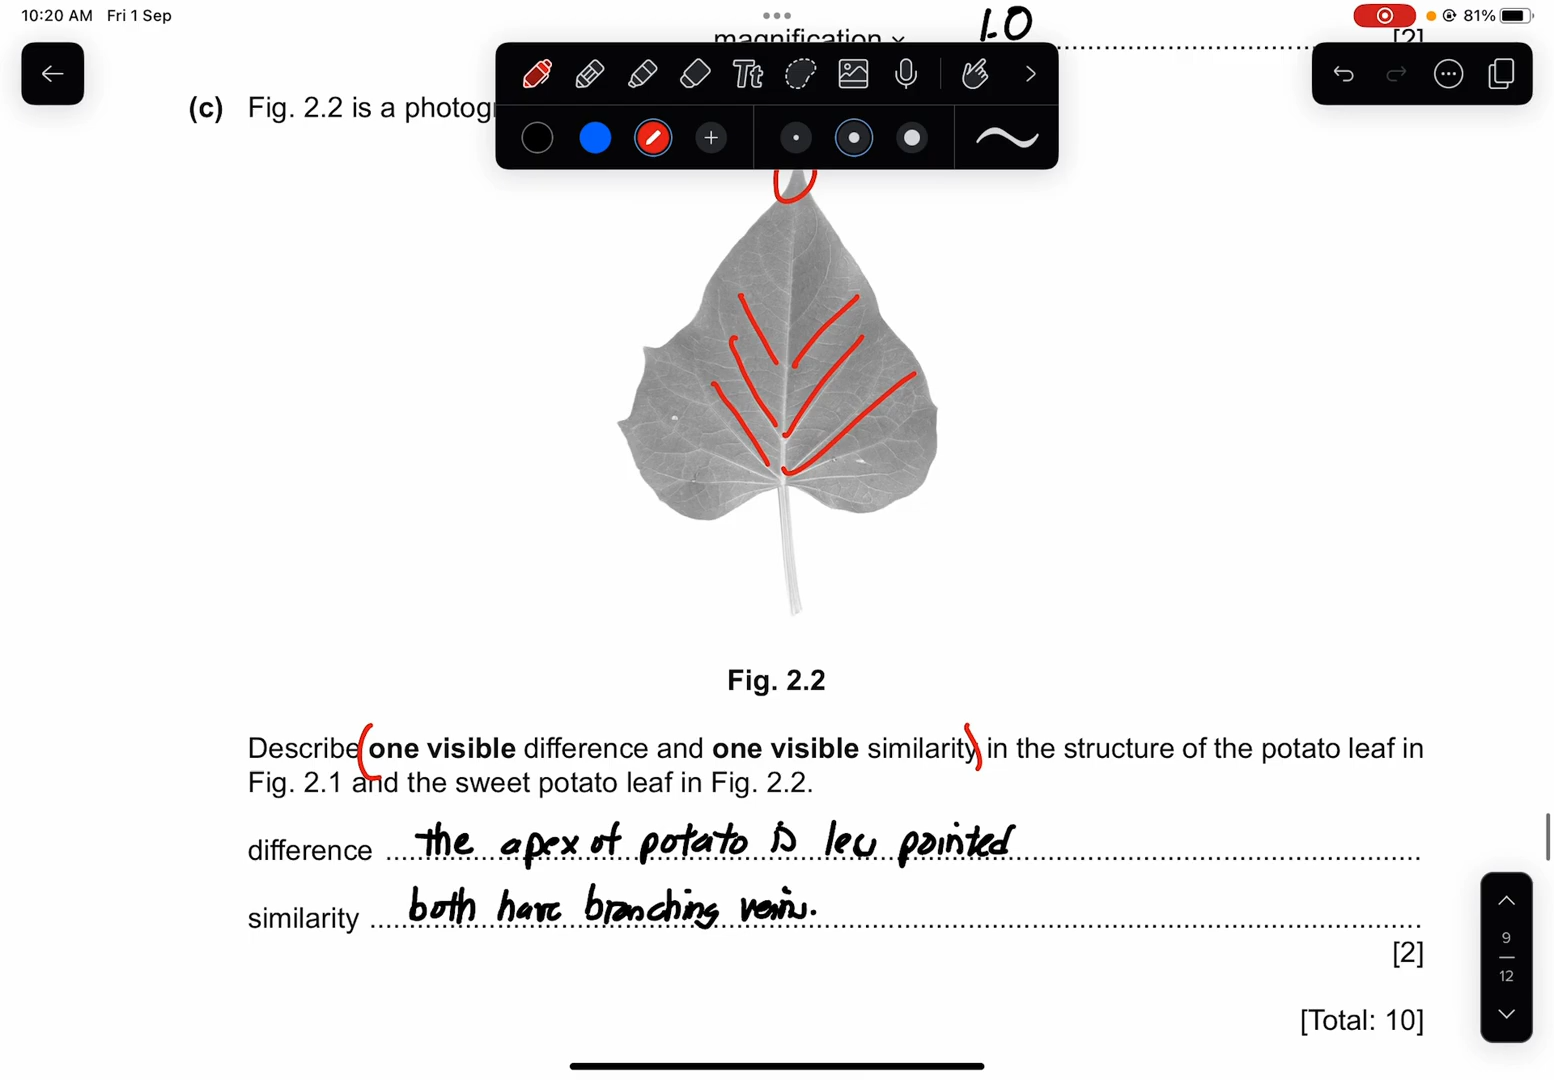 10:20 AM Fri 1 Sep
81%
magnification
1.0
[2]
Tt
(c) Fig. 2.2 is a photogr
Fig. 2.2
Describe one visible difference and one visible similarity in the structure of the potato leaf in
Fig. 2.1 and the sweet potato leaf in Fig. 2.2.
difference the apex of potato is less pointed
similarity both have branching veins.
[2]
9
12
[Total: 10]